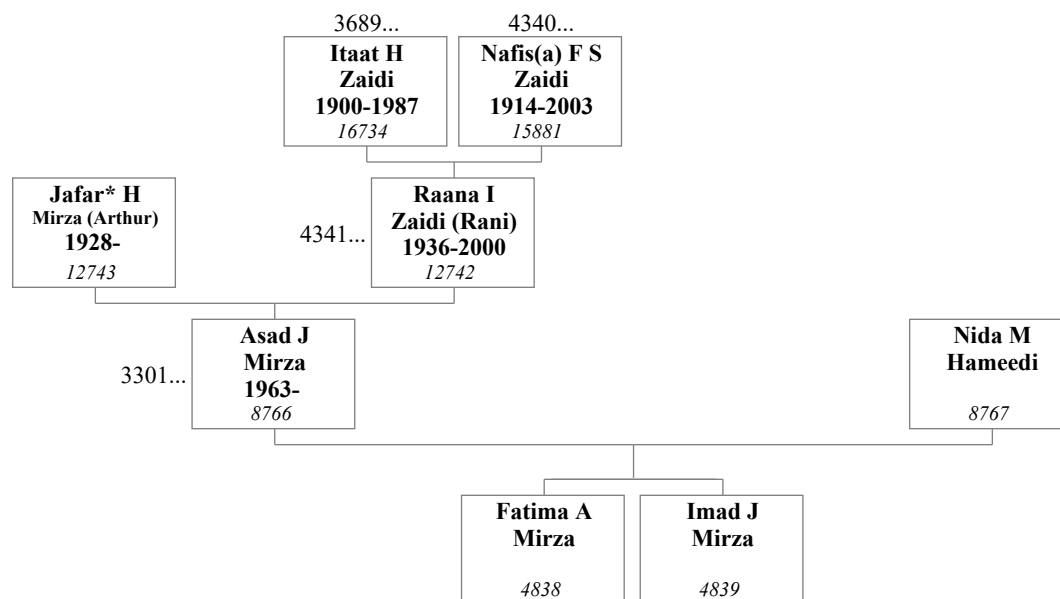 3689...
4340...
Itaat H
Zaidi
1900-1987
16734
Nafis(a) F S
Zaidi
1914-2003
15881
Jafar* H
Mirza (Arthur)
1928-
12743
4341...
Raana I
Zaidi (Rani)
1936-2000
12742
3301...
Asad J
Mirza
1963-
8766
Nida M
Hameedi
8767
Fatima A
Mirza
4838
Imad J
Mirza
4839